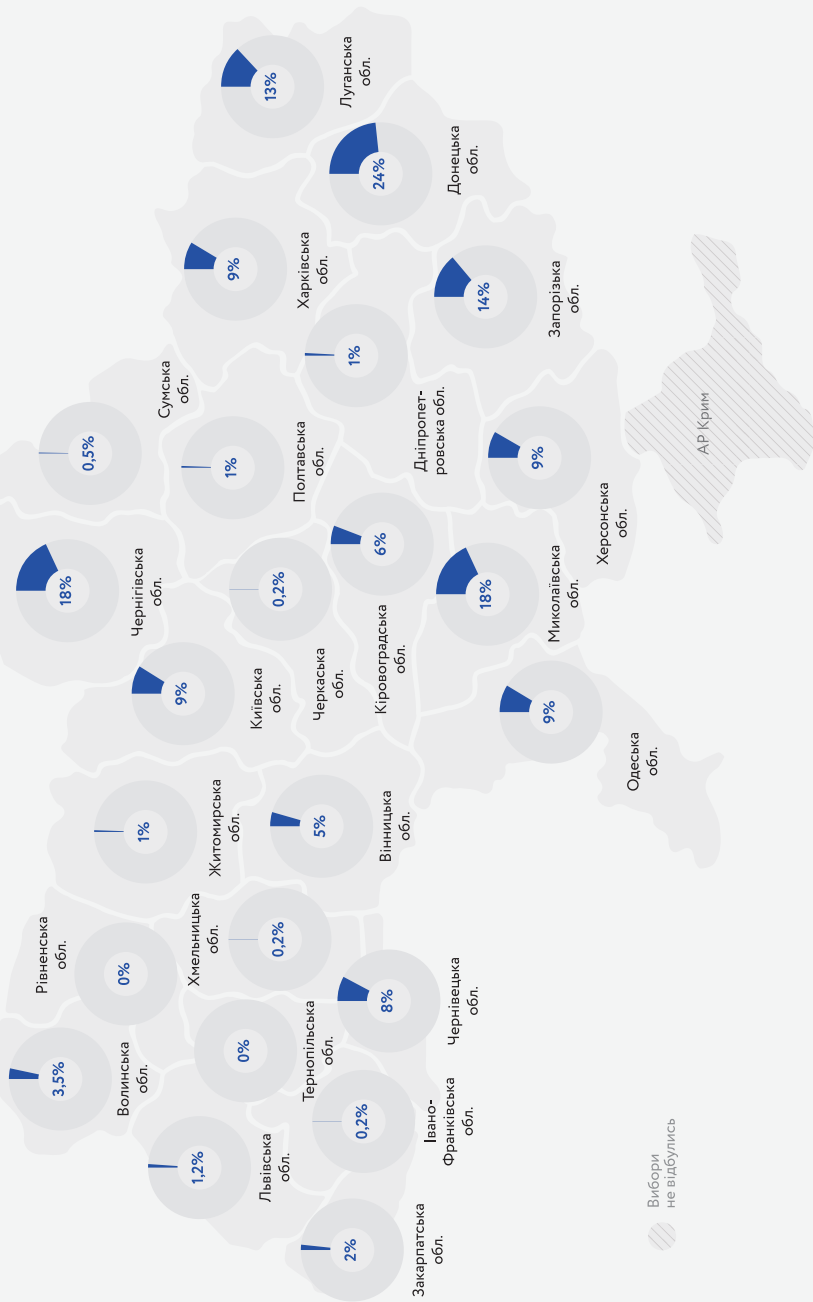 Волинська
обл.
3,5%
Рівненська
обл.
0%
Житомирська
обл.
1%
Київська
обл.
9%
Чернігівська
обл.
18%
Сумська
обл.
0,5%
Харківська
обл.
9%
Луганська
обл.
13%
Львівська
обл.
1,2%
Тернопільська
обл.
0%
Хмельницька
обл.
0,2%
Вінницька
обл.
5%
Черкаська
обл.
0,2%
Полтавська
обл.
1%
Закарпатська
обл.
2%
Івано-
Франківська
обл.
0,2%
Чернівецька
обл.
8%
Кіровоградська
обл.
6%
Дніпропет-
ровська обл.
1%
Донецька
обл.
24%
Одеська
обл.
9%
Миколаївська
обл.
18%
Херсонська
обл.
9%
Запорізька
обл.
14%
АР Крим
Вибори
не відбулись